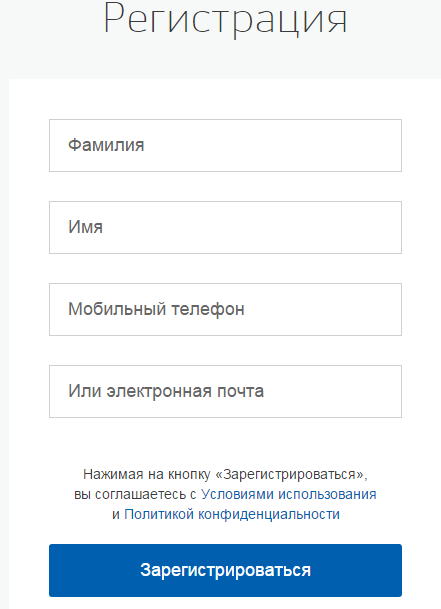 Регистрация
Фамилия
Имя
Мобильный телефон
Или электронная почта
Нажимая на кнопку «Зарегистрироваться»,
вы соглашаетесь с Условиями использования
и Политикой конфиденциальности
Зарегистрироваться